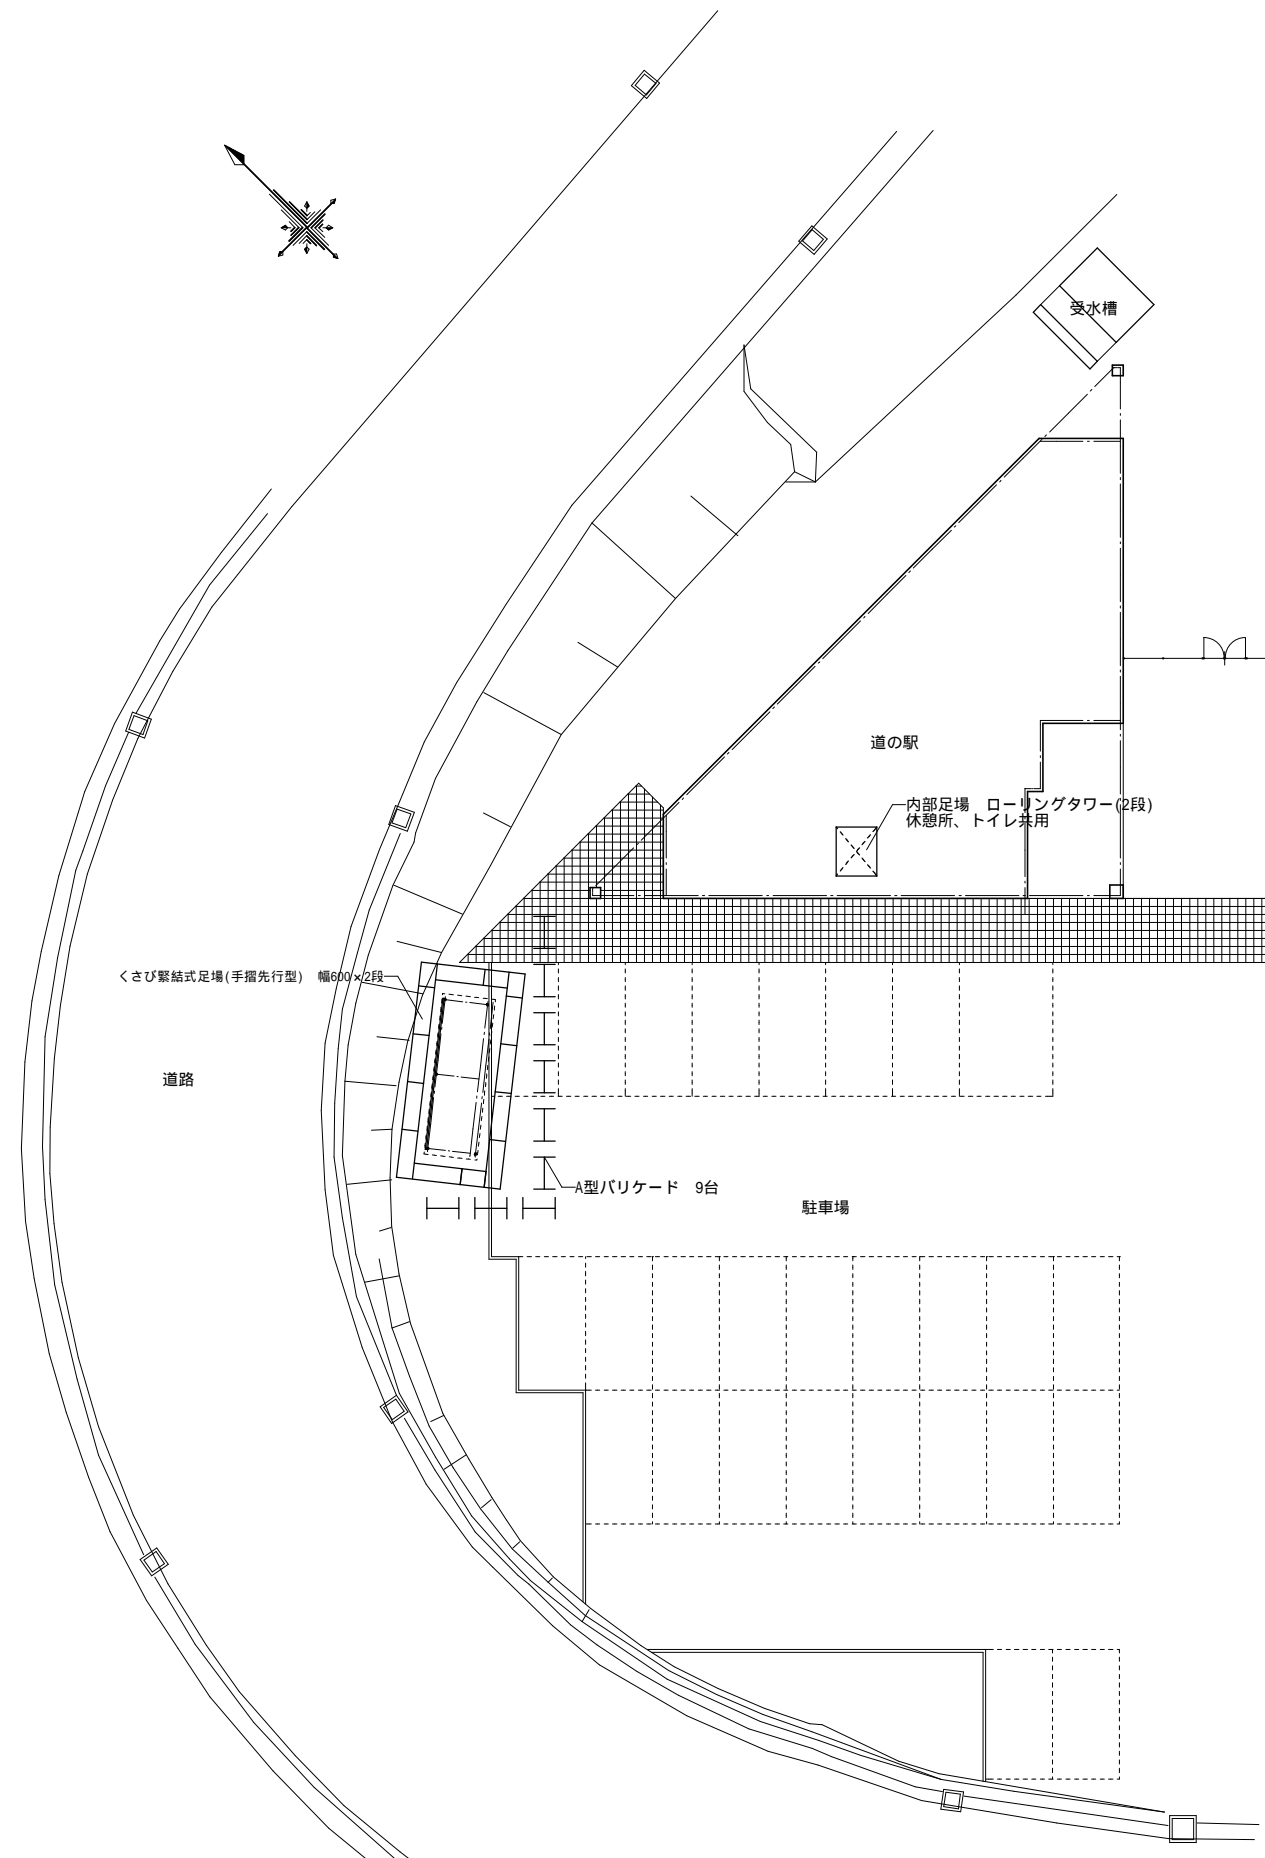 受水槽
道の駅
内部足場　ローリングタワー(2段)
休憩所、トイレ共用
くさび緊結式足場(手摺先行型)　幅600×2段
道路
A型バリケード　9台
駐車場